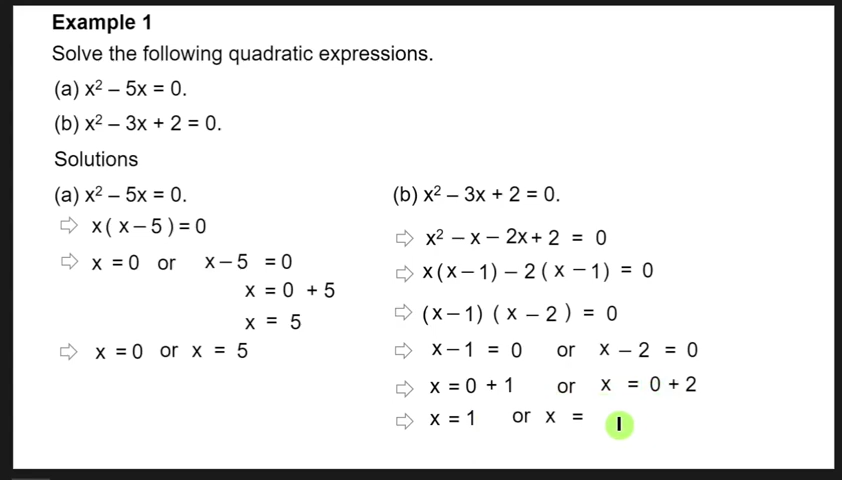 Example 1
Solve the following quadratic expressions.
(a) x² – 5x = 0.
(b) x² – 3x + 2 = 0.
Solutions
(a) x² – 5x = 0.
⇨ x ( x – 5 ) = 0
⇨ x = 0 or x – 5 = 0
x = 0 + 5
x = 5
⇨ x = 0 or x = 5
(b) x² – 3x + 2 = 0.
⇨ x² – x – 2x + 2 = 0
⇨ x ( x – 1 ) – 2 ( x – 1 ) = 0
⇨ ( x – 1 ) ( x – 2 ) = 0
⇨ x – 1 = 0 or x – 2 = 0
⇨ x = 0 + 1 or x = 0 + 2
⇨ x = 1 or x =